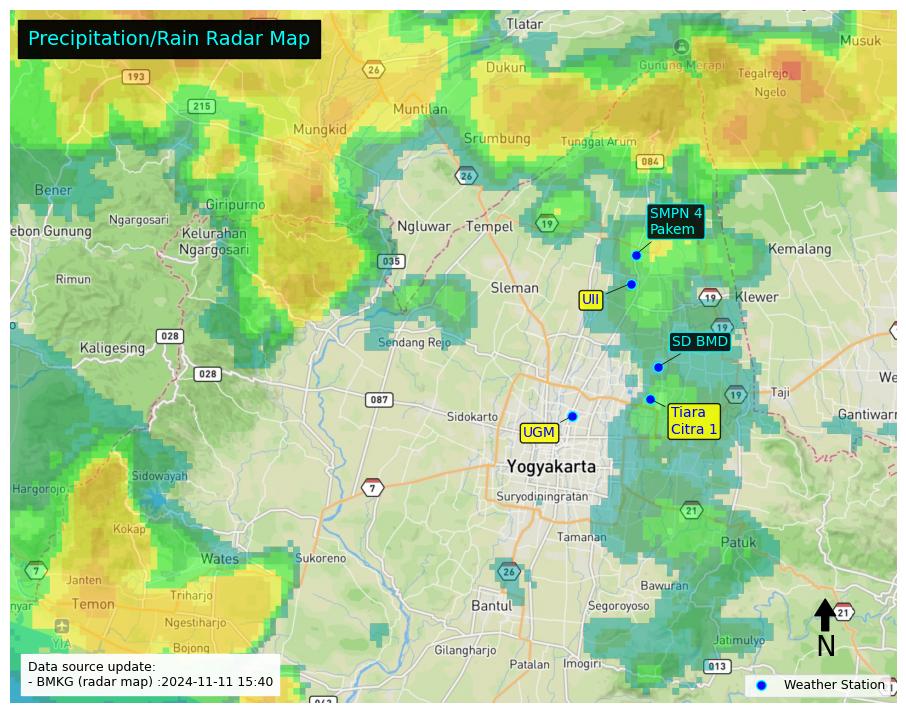 Precipitation/Rain Radar Map
Tlatar
Musuk
Gunung Merapi
26
Dukun
Tegalrejo
193
Ngelo
215
Muntilan
Mungkid
Srumbung
Tunggal Arum
084
26
Bener
Giripurno
Ngargosari
SMPN 4
Pakem
19
ebon Gunung
Kelurahan
Ngargosari
Ngluwar
Tempel
Kemalang
035
Rimun
Sleman
UII
19
Klewer
19
028
Sendang Rejo
SD BMD
Kaligesing
028
We
087
19
Taji
Sidokarto
Tiara
Citra 1
Gantiwarn
UGM
Yogyakarta
Sidowayah
Hargorojo
7
Suryodiningratan
21
Kokap
Tamanan
Patuk
Wates
Sukoreno
7
26
Janten
Bawuran
Triharjo
nyar
Temon
Bantul
Segoroyoso
21
Ngestiharjo
YIA
N
Jatimulyo
Bojong
Gilangharjo
Patalan
Imogiri
013
Data source update:
- BMKG (radar map) :2024-11-11 15:40
Weather Station